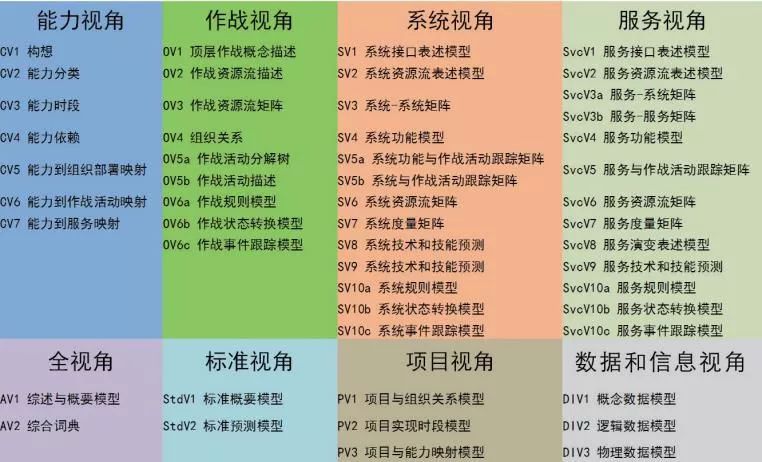 能力视角
CV1 构想
CV2 能力分类
CV3 能力时段
CV4 能力依赖
CV5 能力到组织部署映射
CV6 能力到作战活动映射
CV7 能力到服务映射
作战视角
OV1 顶层作战概念描述
OV2 作战资源流描述
OV3 作战资源流矩阵
OV4 组织关系
OV5a 作战活动分解树
OV5b 作战活动描述
OV6a 作战规则模型
OV6b 作战状态转换模型
OV6c 作战事件跟踪模型
系统视角
SV1 系统接口表述模型
SV2 系统资源流表述模型
SV3 系统-系统矩阵
SV4 系统功能模型
SV5a 系统功能与作战活动跟踪矩阵
SV5b 系统与作战活动跟踪矩阵
SV6 系统资源流矩阵
SV7 系统度量矩阵
SV8 系统技术和技能预测
SV9 系统技术和技能预测
SV10a 系统规则模型
SV10b 系统状态转换模型
SV10c 系统事件跟踪模型
服务视角
SvcV1 服务接口表述模型
SvcV2 服务资源流表述模型
SvcV3a 服务-系统矩阵
SvcV3b 服务-服务矩阵
SvcV4 服务功能模型
SvcV5 服务与作战活动跟踪矩阵
SvcV6 服务资源流矩阵
SvcV7 服务度量矩阵
SvcV8 服务演变表述模型
SvcV9 服务技术和技能预测
SvcV10a 服务规则模型
SvcV10b 服务状态转换模型
SvcV10c 服务事件跟踪模型
全视角
AV1 综述与概要模型
AV2 综合词典
标准视角
StdV1 标准概要模型
StdV2 标准预测模型
项目视角
PV1 项目与组织关系模型
PV2 项目实现时段模型
PV3 项目与能力映射模型
数据和信息视角
DIV1 概念数据模型
DIV2 逻辑数据模型
DIV3 物理数据模型